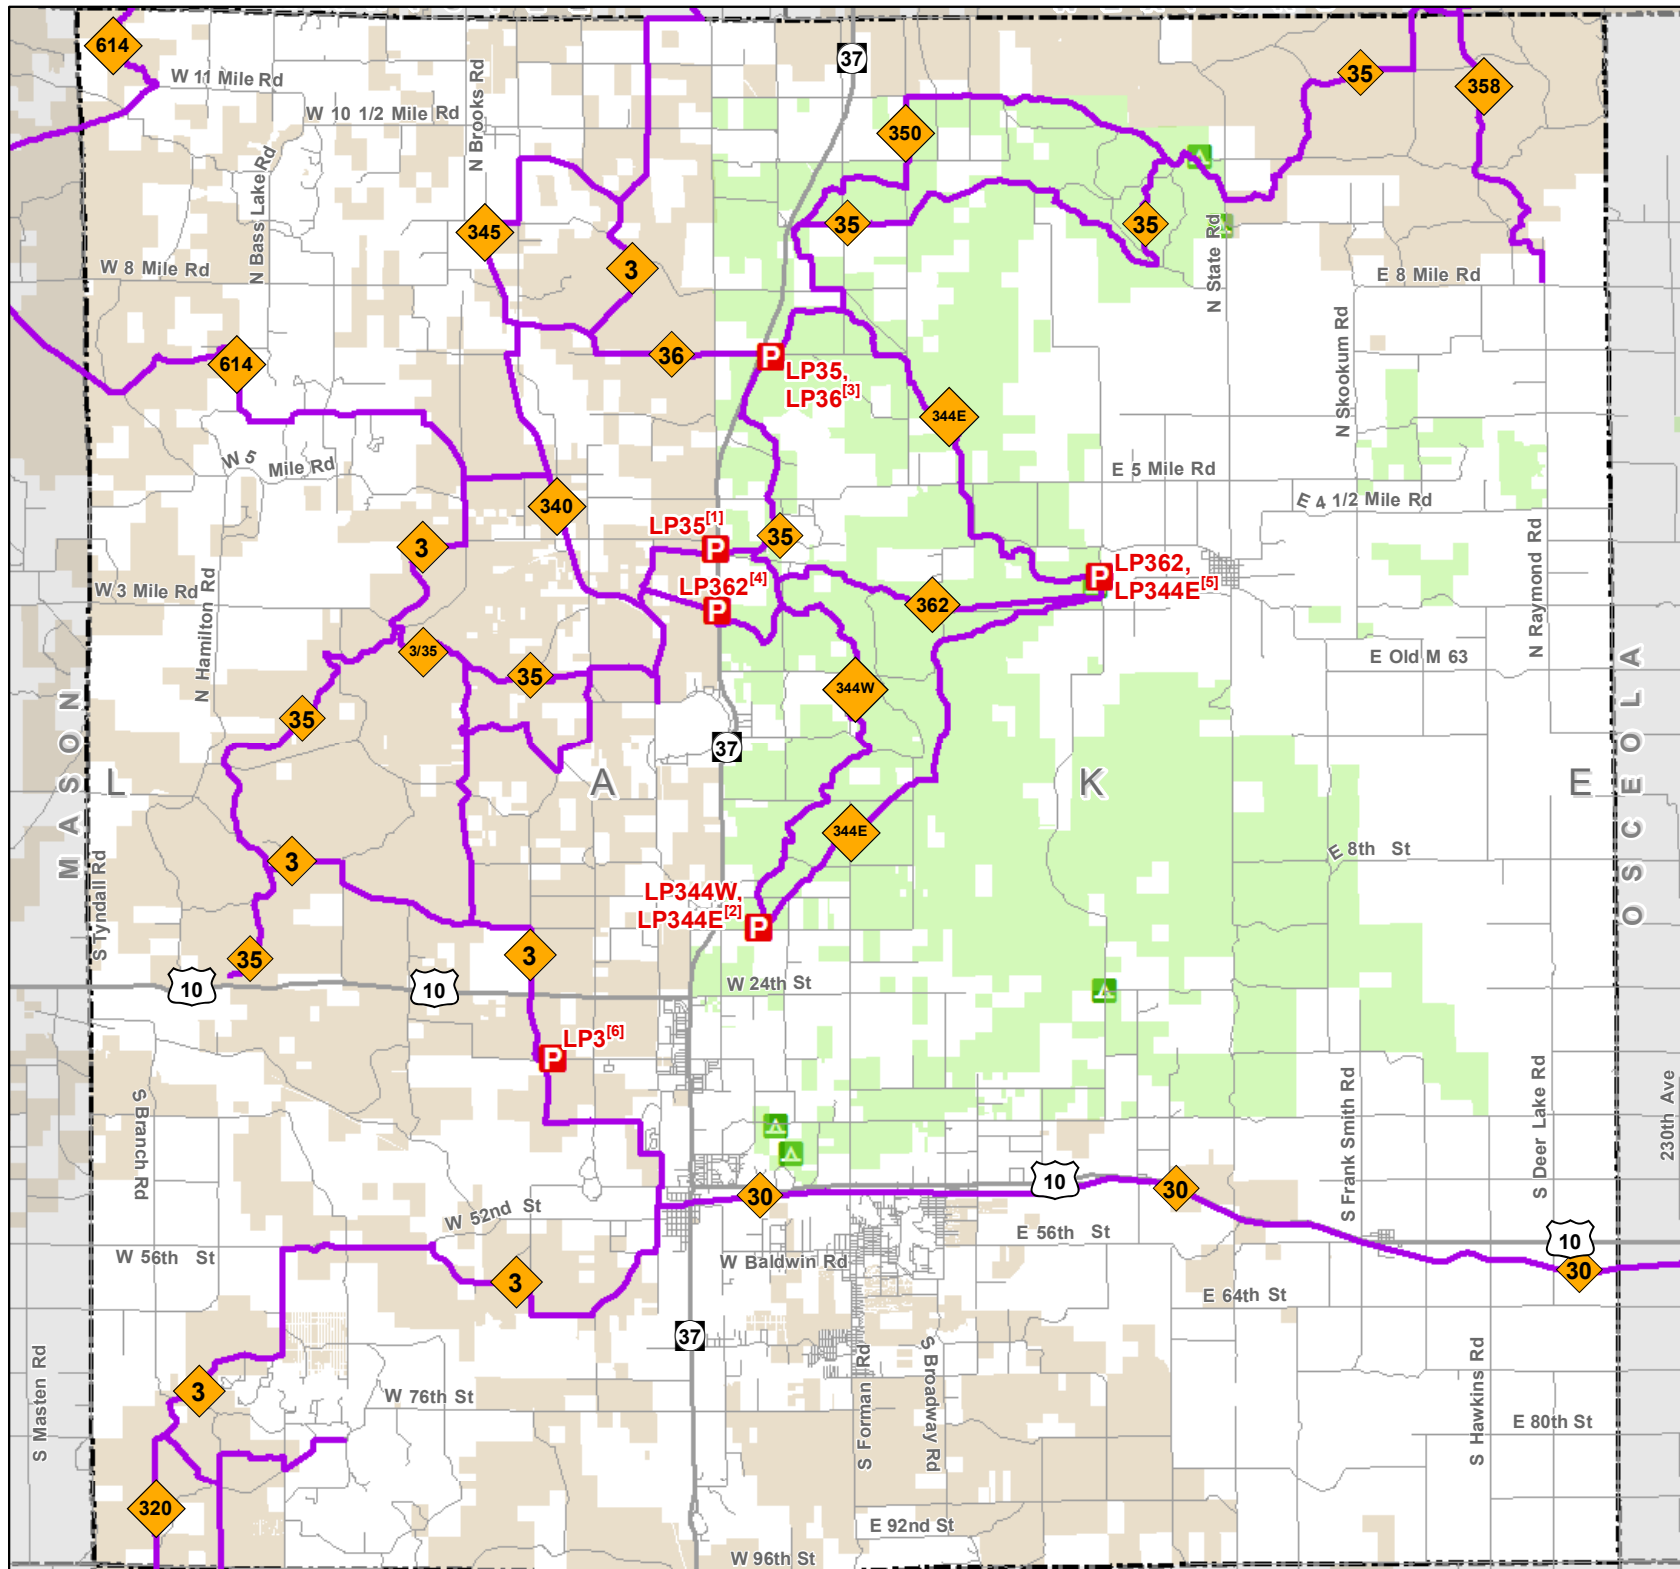 614
37
35
358
W 11 Mile Rd
W 10 1/2 Mile Rd
N Brooks Rd
350
N Bass Lake Rd
345
35
35
N State Rd
W 8 Mile Rd
3
E 8 Mile Rd
614
36
P
LP35,
LP36[3]
N Skookum Rd
344E
W 5 Mile Rd
E 5 Mile Rd
E 4 1/2 Mile Rd
340
LP35[1]
P
35
3
N Raymond Rd
LP362[4]
P
P
LP362,
LP344E[5]
W 3 Mile Rd
N Hamilton Rd
362
3/35
35
E Old M 63
344W
35
37
MASON
L A K E
OSCEOLA
344E
E 8th St
3
S Tyndall Rd
LP344W,
LP344E[2]
P
35
3
10
10
W 24th St
LP3[6]
P
S Branch Rd
S Frank Smith Rd
S Deer Lake Rd
230th Ave
10
30
30
W 52nd St
E 56th St
W 56th St
W Baldwin Rd
10
30
3
E 64th St
37
S Masten Rd
S Forman Rd
S Broadway Rd
S Hawkins Rd
3
W 76th St
E 80th St
320
E 92nd St
W 96th St